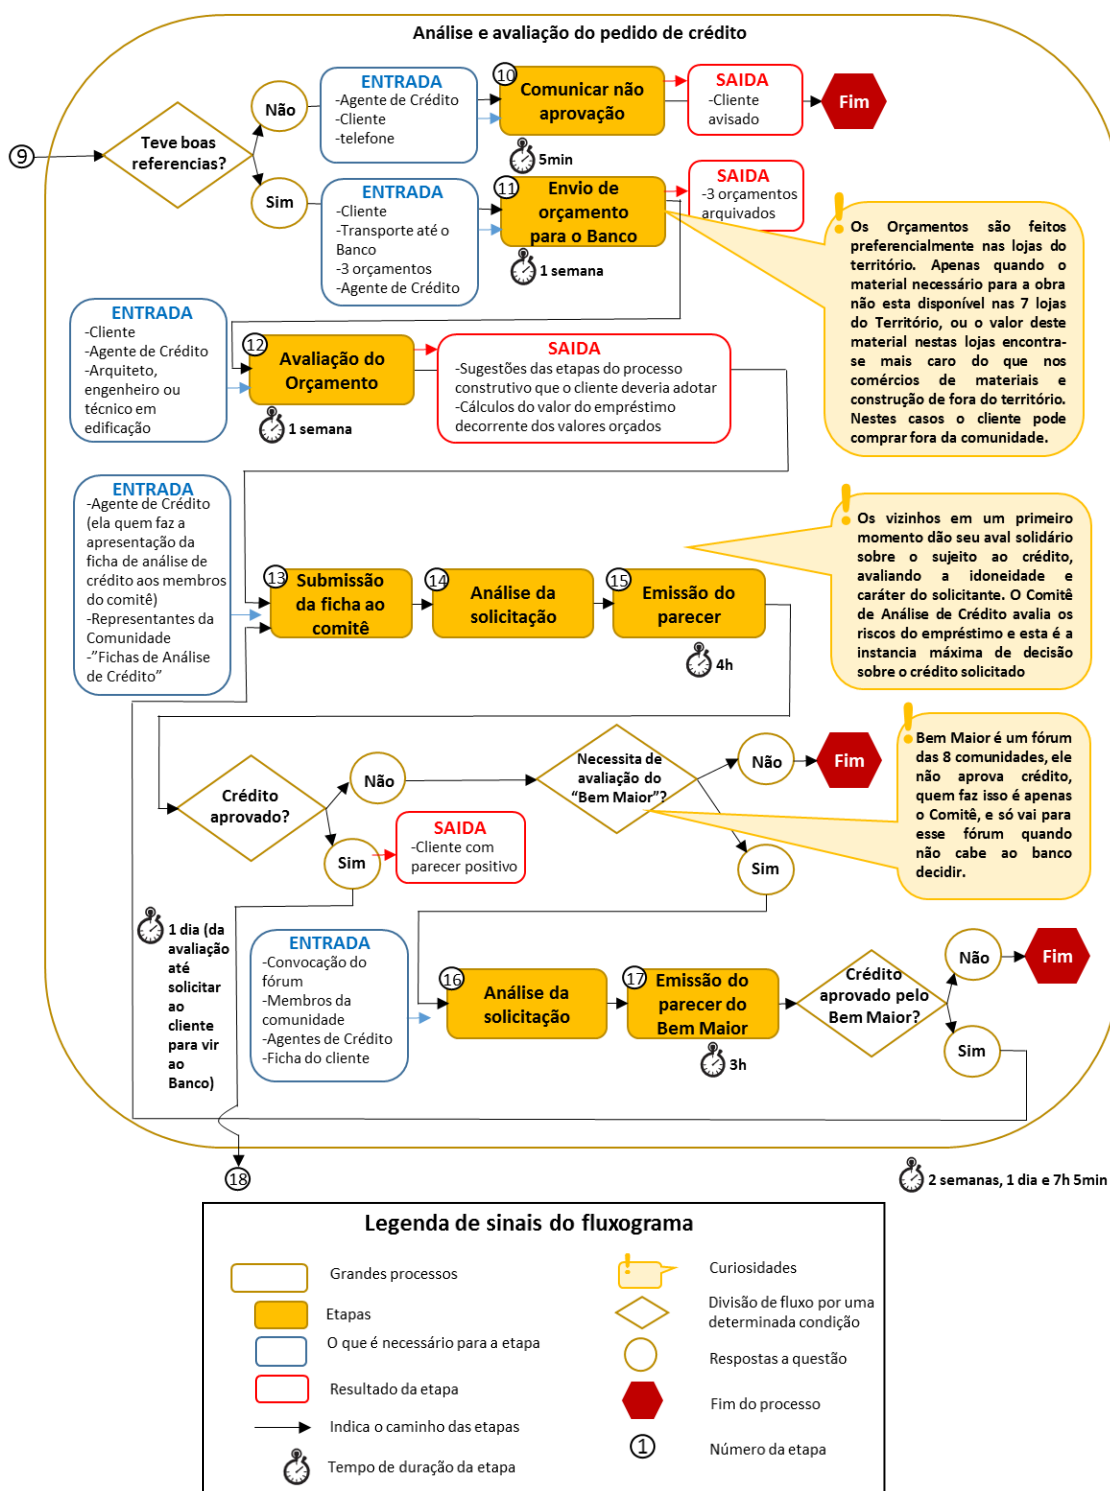 Análise e avaliação do pedido de crédito
9
Teve boas
referencias?
Não
Sim
ENTRADA
-Agente de Crédito
-Cliente
-telefone
10
Comunicar não
aprovação
5min
SAIDA
-Cliente
avisado
Fim
ENTRADA
-Cliente
-Transporte até o
Banco
-3 orçamentos
-Agente de Crédito
11
Envio de
orçamento
para o Banco
1 semana
SAIDA
-3 orçamentos
arquivados
Os Orçamentos são feitos
preferencialmente nas lojas do
território. Apenas quando o
material necessário para a obra
não esta disponível nas 7 lojas
do Território, ou o valor deste
material nestas lojas encontra-
se mais caro do que nos
comércios de materiais e
construção de fora do território.
Nestes casos o cliente pode
comprar fora da comunidade.
ENTRADA
-Cliente
-Agente de Crédito
-Arquiteto,
engenheiro ou
técnico em
edificação
12
Avaliação do
Orçamento
1 semana
SAIDA
-Sugestões das etapas do processo
construtivo que o cliente deveria adotar
-Cálculos do valor do empréstimo
decorrente dos valores orçados
ENTRADA
-Agente de Crédito
(ela quem faz a
apresentação da
ficha de análise de
crédito aos membros
do comitê)
-Representantes da
Comunidade
-"Fichas de Análise
de Crédito"
13
Submissão
da ficha ao
comitê
14
Análise da
solicitação
15
Emissão do
parecer
4h
Os vizinhos em um primeiro
momento dão seu aval solidário
sobre o sujeito ao crédito,
avaliando a idoneidade e
caráter do solicitante. O Comitê
de Análise de Crédito avalia os
riscos do empréstimo e esta é a
instancia máxima de decisão
sobre o crédito solicitado
Crédito
aprovado?
Não
Sim
SAIDA
-Cliente com
parecer positivo
Necessita de
avaliação do
"Bem Maior"?
Não
Fim
Sim
Bem Maior é um fórum
das 8 comunidades, ele
não aprova crédito,
quem faz isso é apenas
o Comitê, e só vai para
esse fórum quando
não cabe ao banco
decidir.
1 dia (da
avaliação
até
solicitar
ao
cliente
para vir
ao
Banco)
ENTRADA
-Convocação do
fórum
-Membros da
comunidade
-Agentes de Crédito
-Ficha do cliente
16
Análise da
solicitação
17
Emissão do
parecer do
Bem Maior
3h
Crédito
aprovado pelo
Bem Maior?
Não
Fim
Sim
18
2 semanas, 1 dia e 7h 5min
Legenda de sinais do fluxograma
Grandes processos
Etapas
O que é necessário para a etapa
Resultado da etapa
Indica o caminho das etapas
Tempo de duração da etapa
Curiosidades
Divisão de fluxo por uma
determinada condição
Respostas a questão
Fim do processo
1
Número da etapa